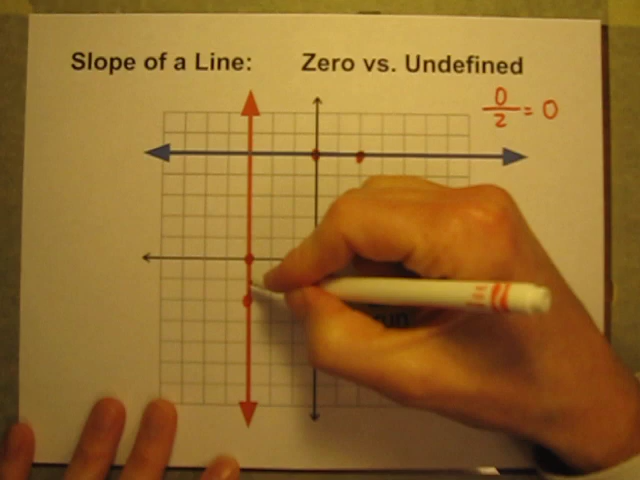 Slope of a Line: Zero vs. Undefined
0
2
= 0